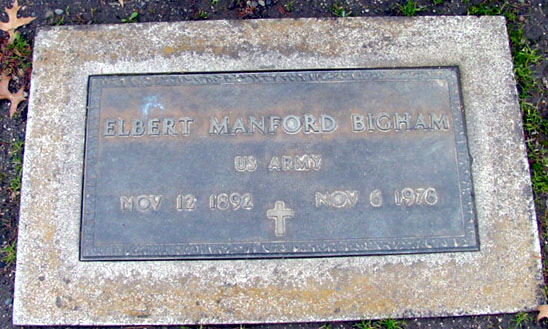 ELBERT MANFORD BIGHAM
US ARMY
NOV 12 1892 NOV 6 1976